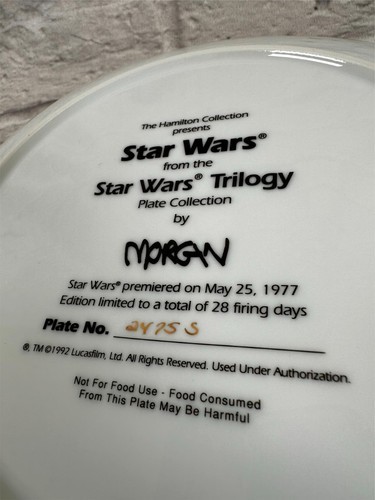 The Hamilton Collection
presents
Star Wars®
from the
Star Wars® Trilogy
Plate Collection
by
MORGAN
Star Wars® premiered on May 25, 1977
Edition limited to a total of 28 firing days
Plate No. 2475 S
®, TM ©1992 Lucasfilm, Ltd. All Rights Reserved. Used Under Authorization.
Not For Food Use - Food Consumed
From This Plate May Be Harmful